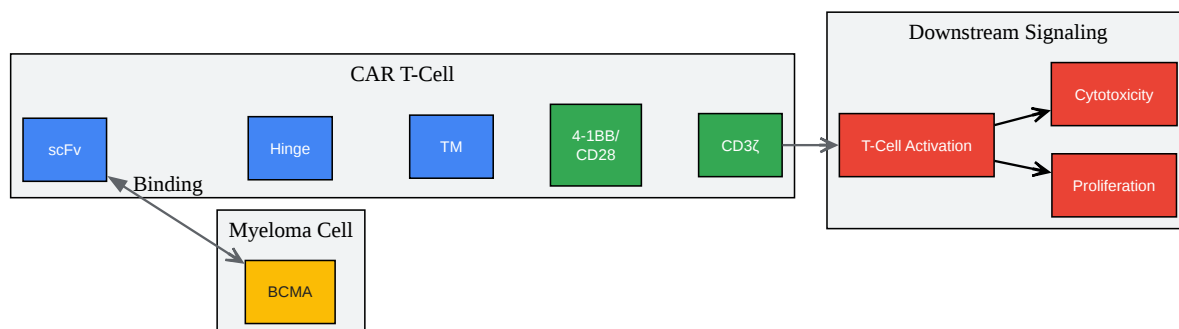 Downstream Signaling
CAR T-Cell
Cytotoxicity
scFv
Hinge
TM
4-1BB/
CD28
CD3ζ
T-Cell Activation
Proliferation
Binding
Myeloma Cell
BCMA